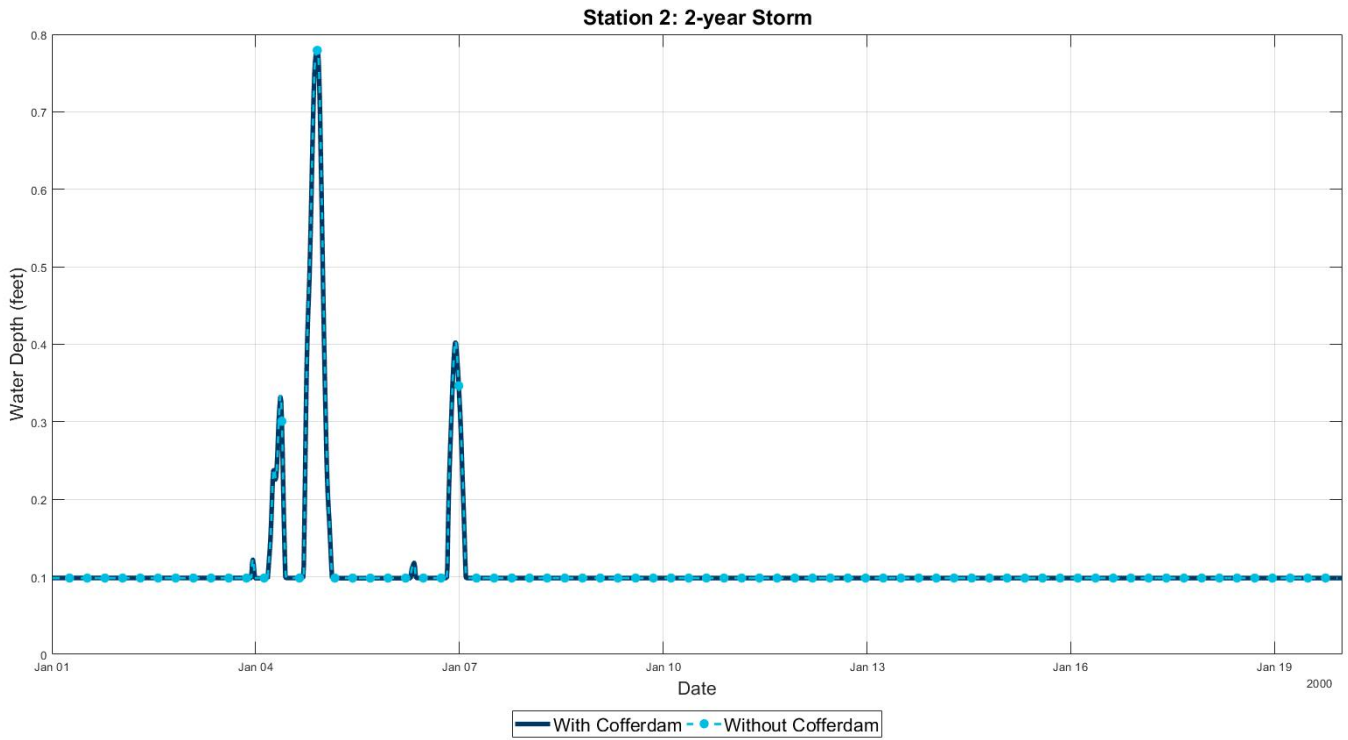 Station 2: 2-year Storm
0.8
0.7
0.6
0.5
0.4
0.3
0.2
0.1
0
Water Depth (feet)
Jan 01 Jan 04 Jan 07 Jan 10 Jan 13 Jan 16 Jan 19
2000
Date
With Cofferdam Without Cofferdam